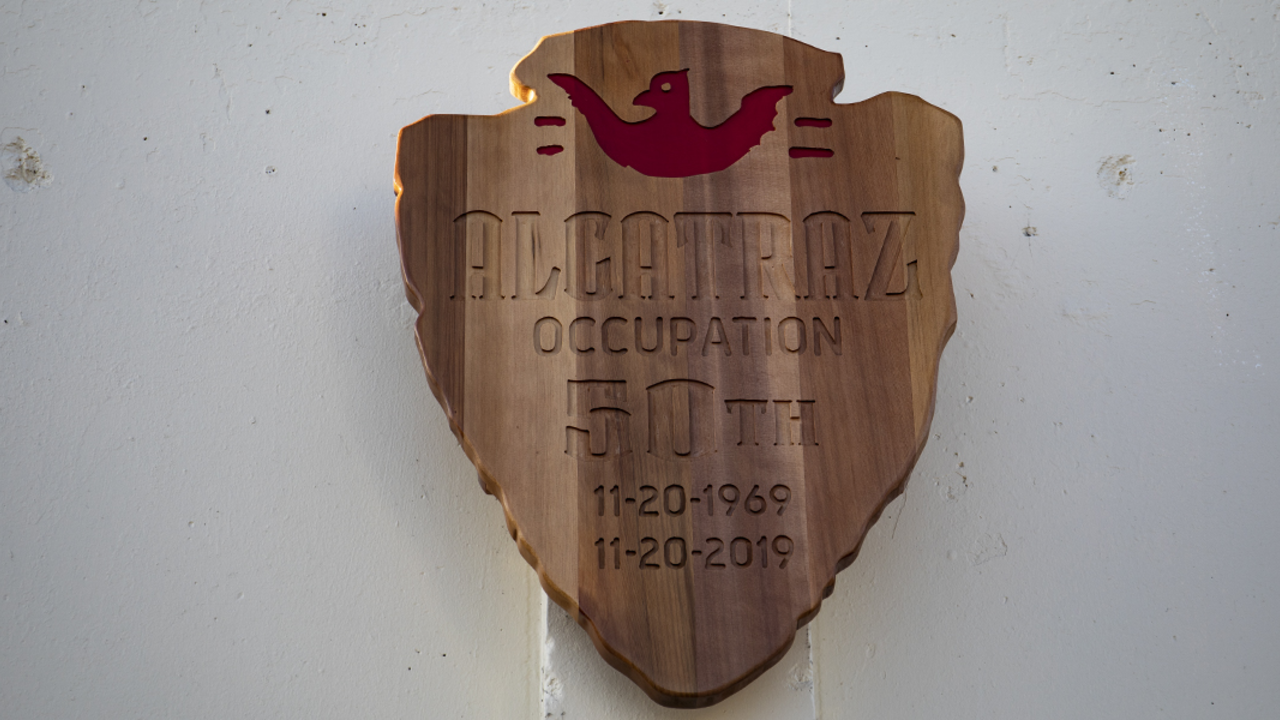 ALCATRAZ
OCCUPATION
50TH
11-20-1969
11-20-2019